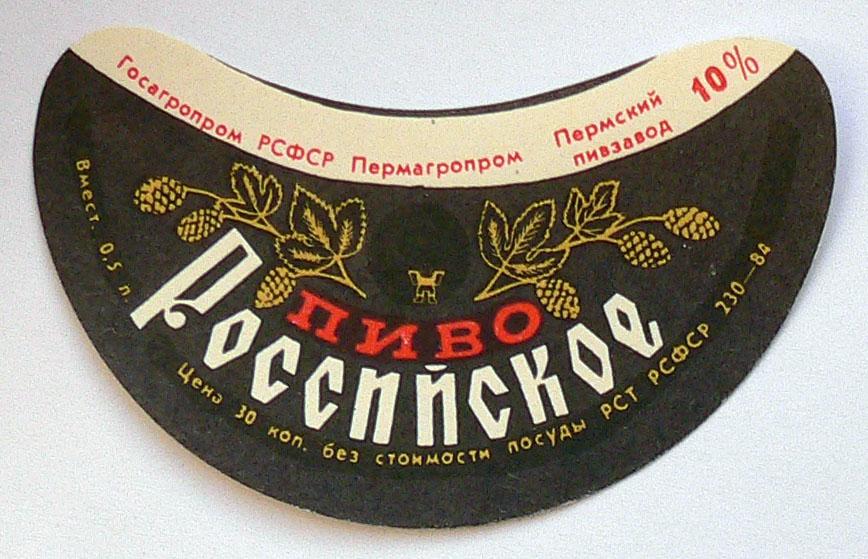 Госагропром РСФСР Пермагропром Пермский
пивзавод
10%
Вмест. 0,5 л.
ПИВО
Российское
Цена 30 коп. без стоимости посуды РСТ РСФСР 230—84